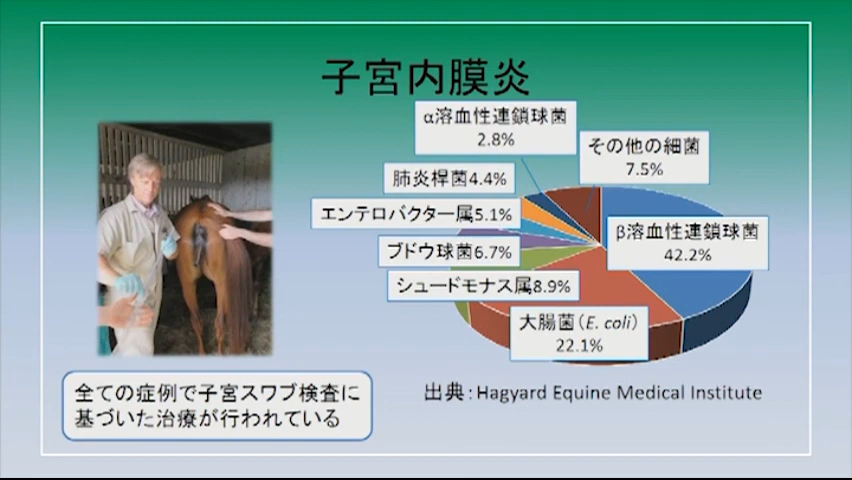 子宮内膜炎
α溶血性連鎖球菌
2.8%
その他の細菌
7.5%
肺炎桿菌4.4%
エンテロバクター属5.1%
ブドウ球菌6.7%
シュードモナス属8.9%
β溶血性連鎖球菌
42.2%
大腸菌（E. coli）
22.1%
全ての症例で子宮スワブ検査に
基づいた治療が行われている
出典：Hagyard Equine Medical Institute